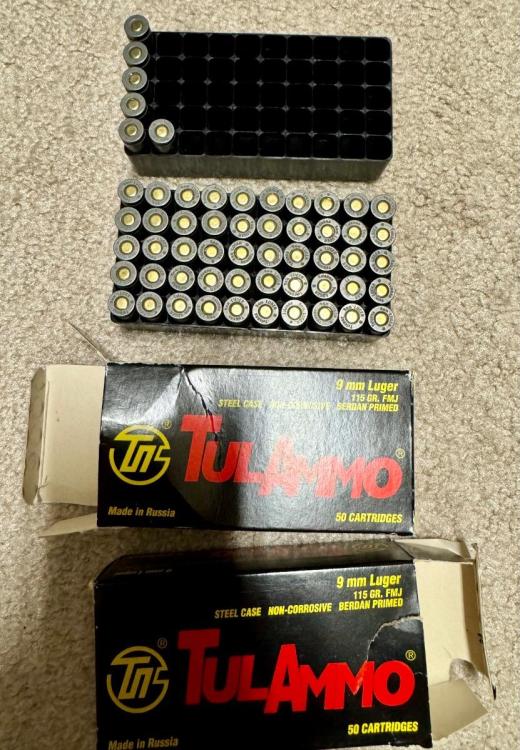 9 mm Luger
115 GR. FMJ
STEEL CASE NON-CORROSIVE BERDAN PRIMED
TULAMMO®
Made in Russia
50 CARTRIDGES
9 mm Luger
115 GR. FMJ
STEEL CASE NON-CORROSIVE BERDAN PRIMED
TULAMMO®
50 CARTRIDGES
Made in Russia